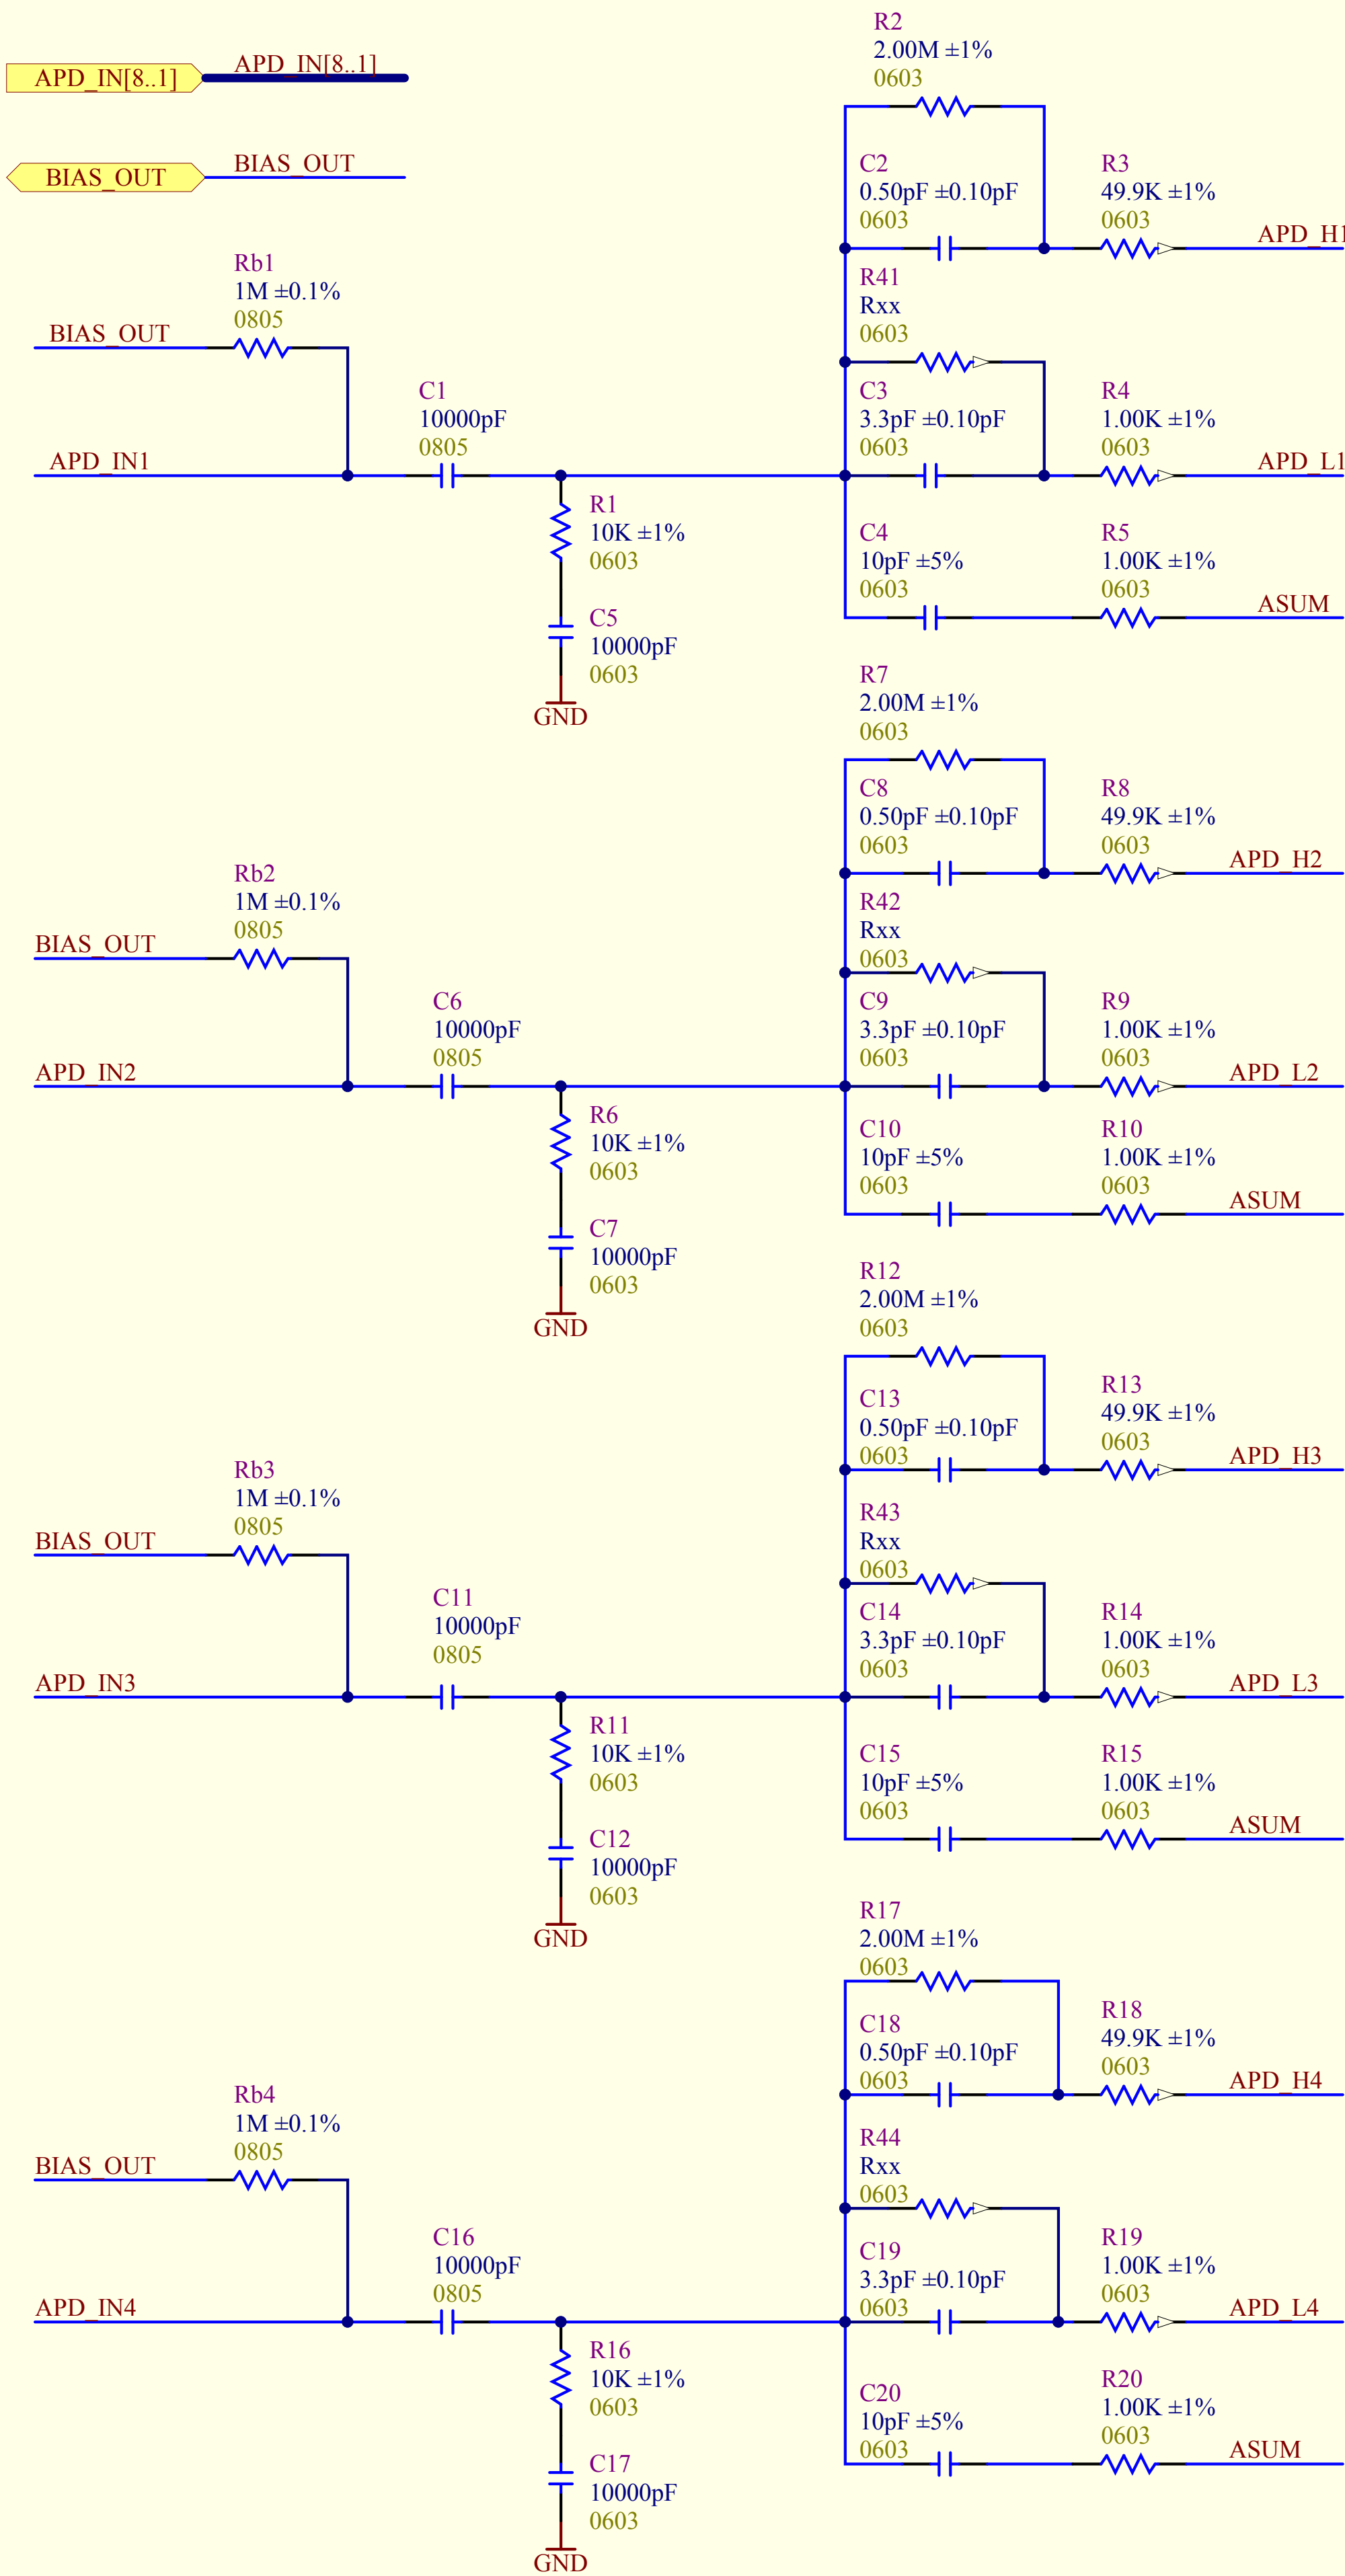 APD_IN[8..1]
APD_IN[8..1]
BIAS_OUT
BIAS_OUT
R2
2.00M ±1%
0603
C2
0.50pF ±0.10pF
0603
R3
49.9K ±1%
0603
APD_H1
Rb1
1M ±0.1%
0805
BIAS_OUT
R41
Rxx
0603
C1
10000pF
0805
APD_IN1
C3
3.3pF ±0.10pF
0603
R4
1.00K ±1%
0603
APD_L1
R1
10K ±1%
0603
C4
10pF ±5%
0603
R5
1.00K ±1%
0603
ASUM
C5
10000pF
0603
GND
R7
2.00M ±1%
0603
C8
0.50pF ±0.10pF
0603
R8
49.9K ±1%
0603
APD_H2
Rb2
1M ±0.1%
0805
BIAS_OUT
R42
Rxx
0603
C6
10000pF
0805
APD_IN2
C9
3.3pF ±0.10pF
0603
R9
1.00K ±1%
0603
APD_L2
R6
10K ±1%
0603
C10
10pF ±5%
0603
R10
1.00K ±1%
0603
ASUM
C7
10000pF
0603
GND
R12
2.00M ±1%
0603
C13
0.50pF ±0.10pF
0603
R13
49.9K ±1%
0603
APD_H3
Rb3
1M ±0.1%
0805
BIAS_OUT
R43
Rxx
0603
C11
10000pF
0805
APD_IN3
C14
3.3pF ±0.10pF
0603
R14
1.00K ±1%
0603
APD_L3
R11
10K ±1%
0603
C15
10pF ±5%
0603
R15
1.00K ±1%
0603
ASUM
C12
10000pF
0603
GND
R17
2.00M ±1%
0603
C18
0.50pF ±0.10pF
0603
R18
49.9K ±1%
0603
APD_H4
Rb4
1M ±0.1%
0805
BIAS_OUT
R44
Rxx
0603
C16
10000pF
0805
APD_IN4
C19
3.3pF ±0.10pF
0603
R19
1.00K ±1%
0603
APD_L4
R16
10K ±1%
0603
C20
10pF ±5%
0603
R20
1.00K ±1%
0603
ASUM
C17
10000pF
0603
GND